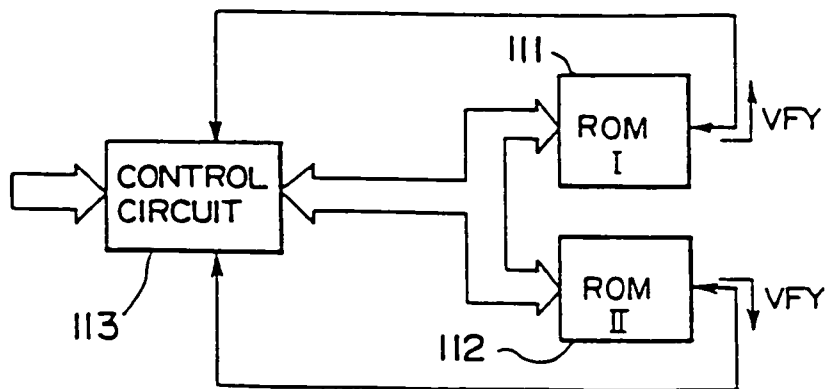 111
ROM
I
VFY
CONTROL
CIRCUIT
113
ROM
II
VFY
112